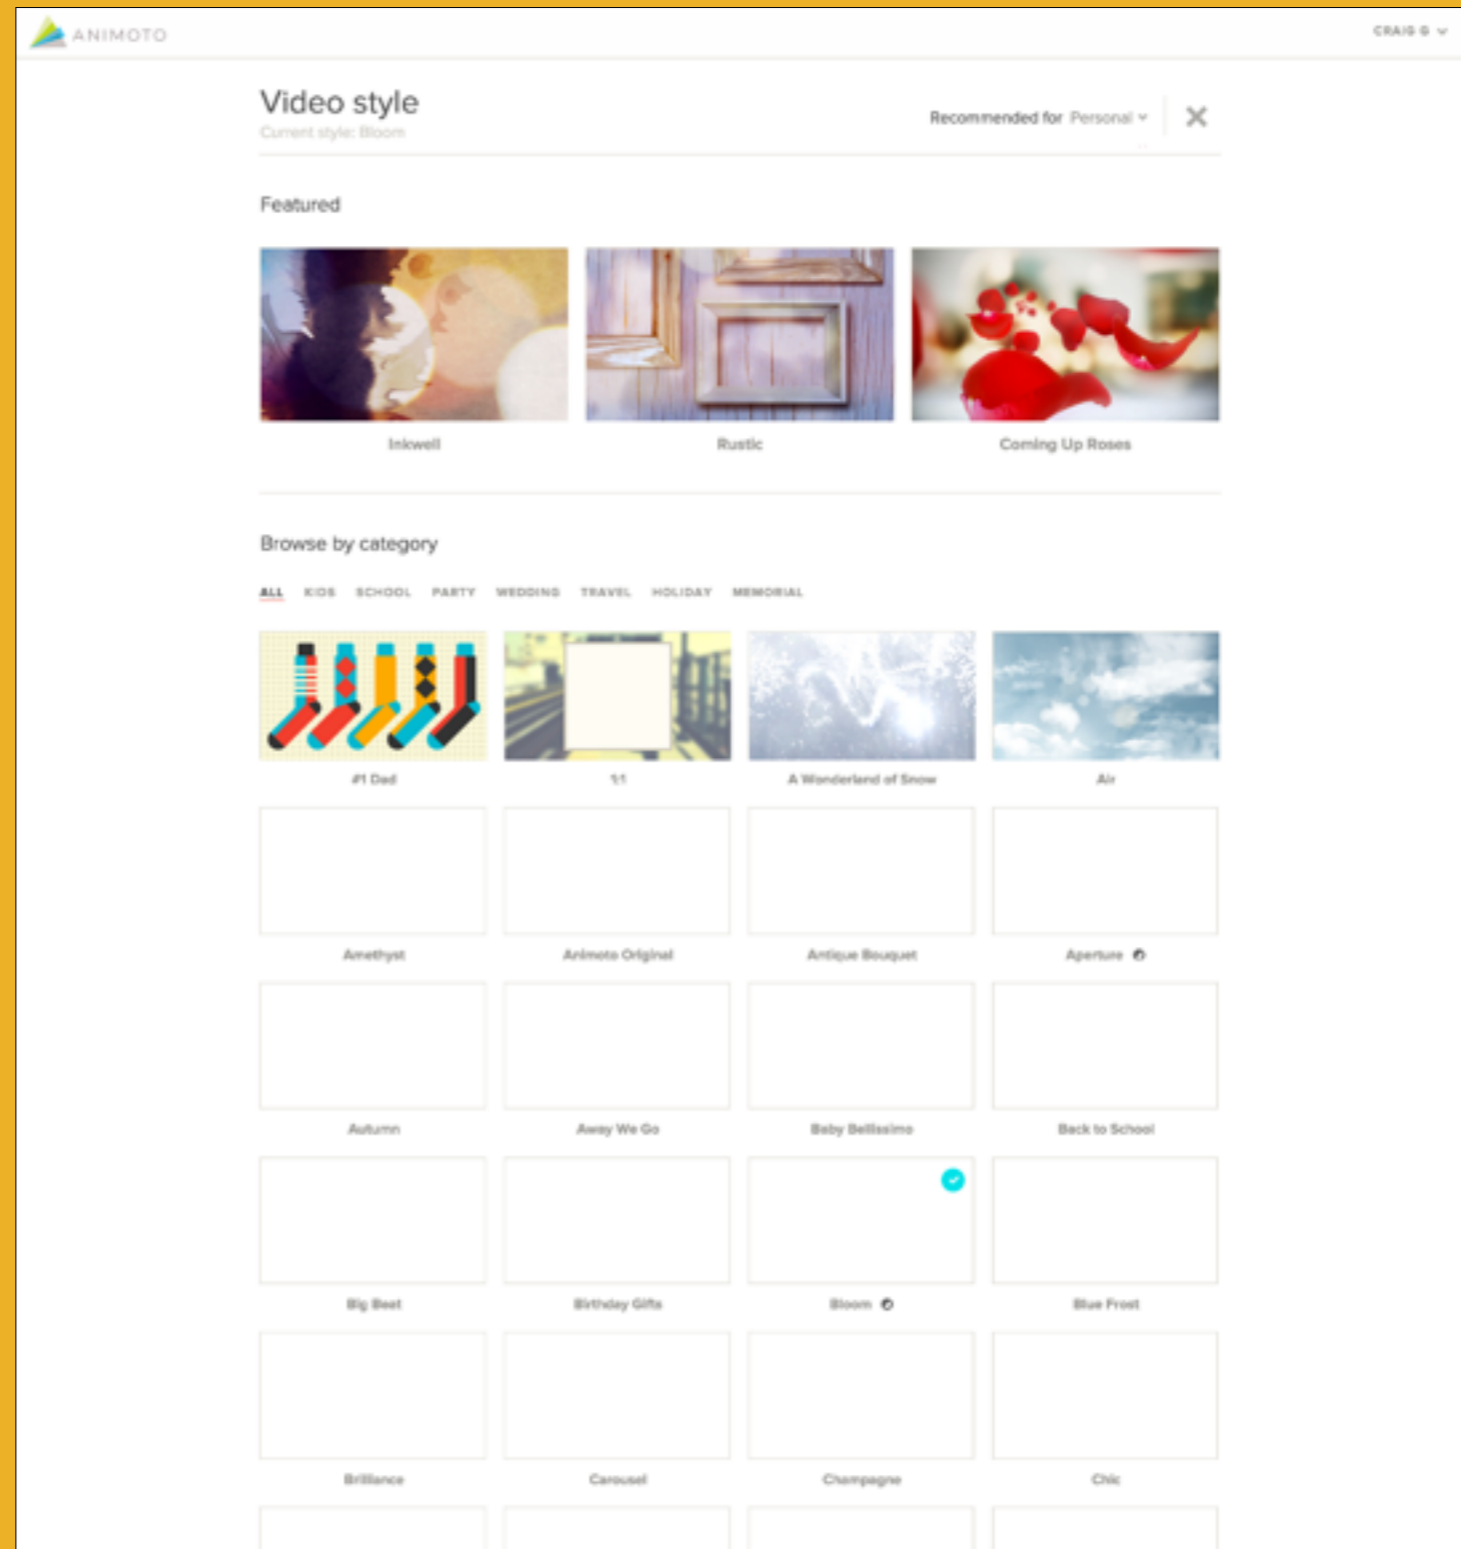 ANIMOTO
CRAIG G
Video style
Current style: Bloom
Recommended for Personal
Featured
Inkwell
Rustic
Coming Up Roses
Browse by category
ALL KIDS SCHOOL PARTY WEDDING TRAVEL HOLIDAY MEMORIAL
#1 Dad
1:1
A Wonderland of Snow
Air
Amethyst
Animoto Original
Antique Bouquet
Aperture
Autumn
Away We Go
Baby Bellissimo
Back to School
Big Beat
Birthday Gifts
Bloom
Blue Frost
Brilliance
Carousel
Champagne
Chic